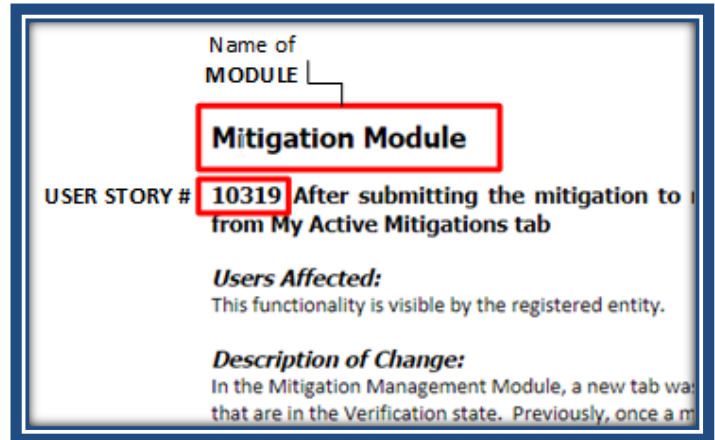 Name of
MODULE
Mitigation Module
USER STORY # 10319 After submitting the mitigation to
from My Active Mitigations tab
Users Affected:
This functionality is visible by the registered entity.
Description of Change:
In the Mitigation Management Module, a new tab was
that are in the Verification state. Previously, once a